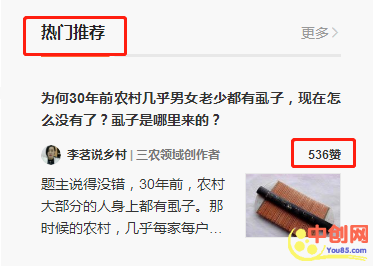 热门推荐
更多 >
为何30年前农村几乎男女老少都有虱子，现在怎
么没有了？虱子是哪里来的？
李茗说乡村 | 三农领域创作者
536赞
题主说得没错，30年前，农村
大部分的人身上都有虱子。那
时候的农村，几乎每家每户...
中创网
You85.com